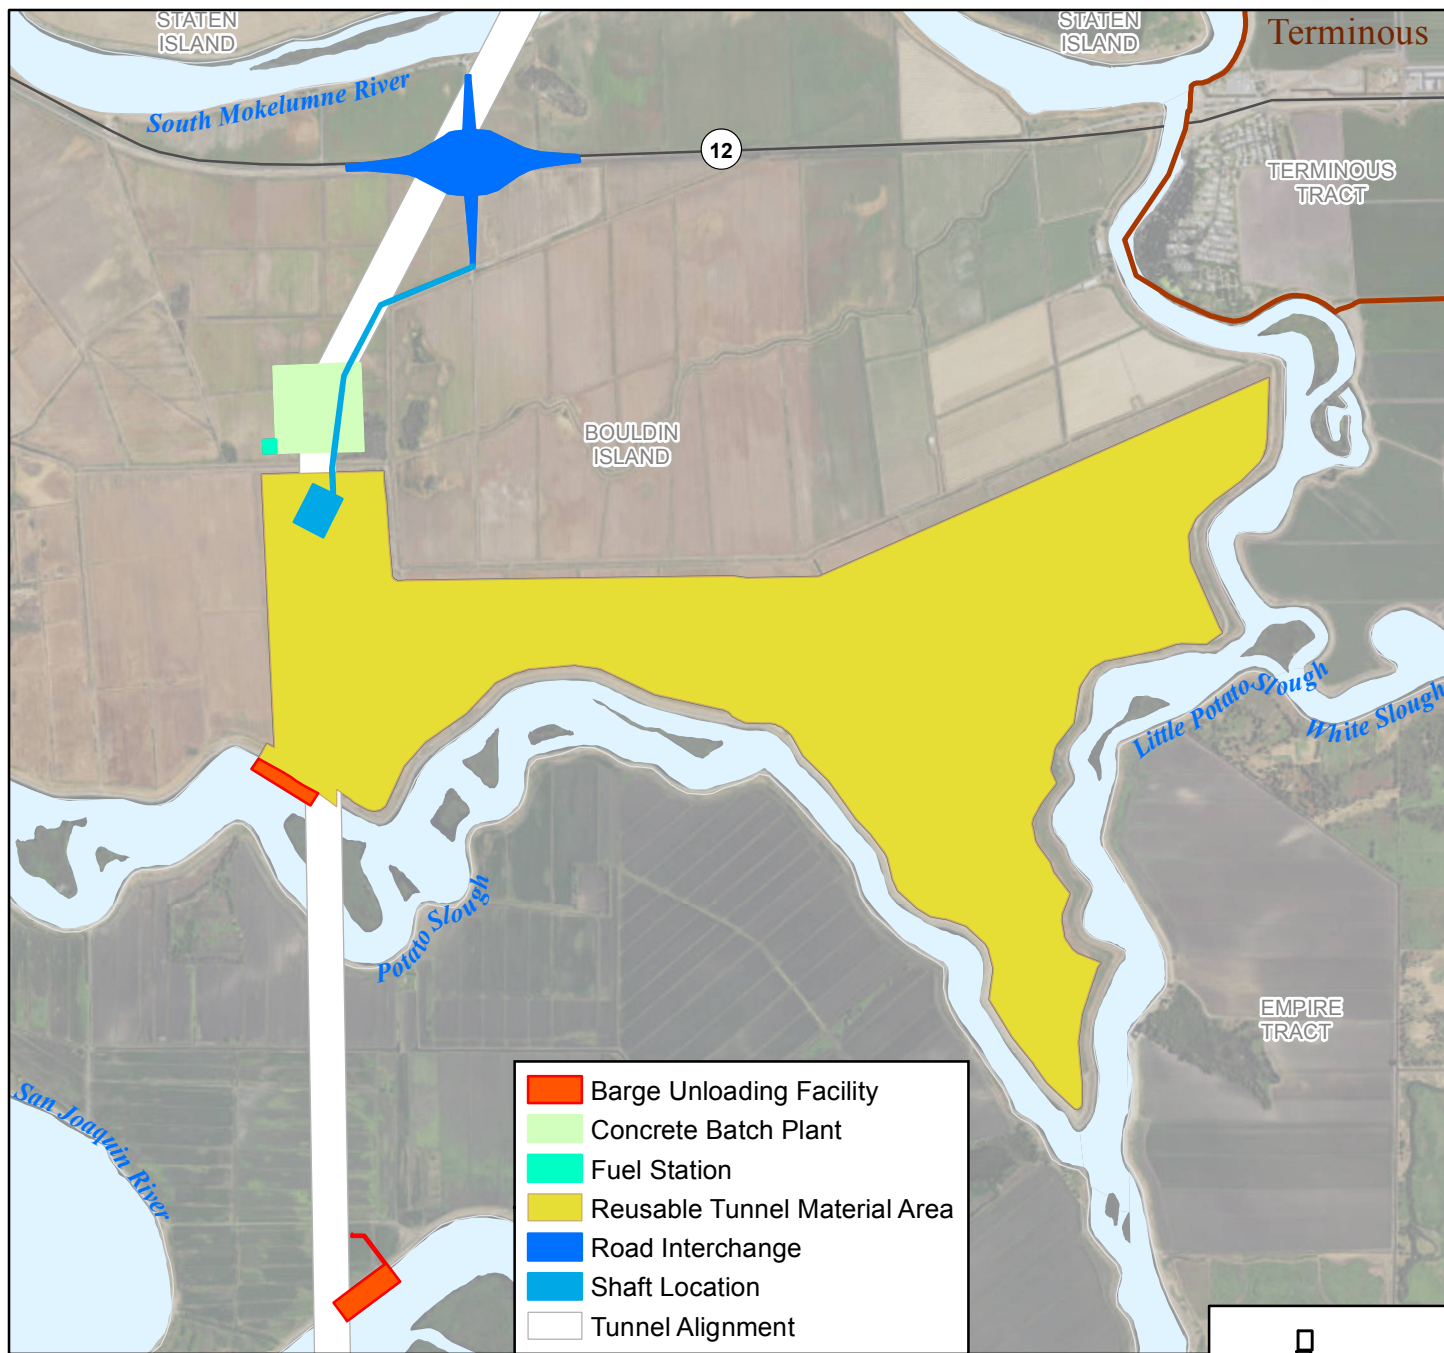 STATEN
ISLAND
STATEN
ISLAND
Terminous
South Mokelumne River
12
TERMINOUS
TRACT
BOULDIN
ISLAND
Little Potato Slough
White Slough
Potato Slough
EMPIRE
TRACT
San Joaquin River
Barge Unloading Facility
Concrete Batch Plant
Fuel Station
Reusable Tunnel Material Area
Road Interchange
Shaft Location
Tunnel Alignment